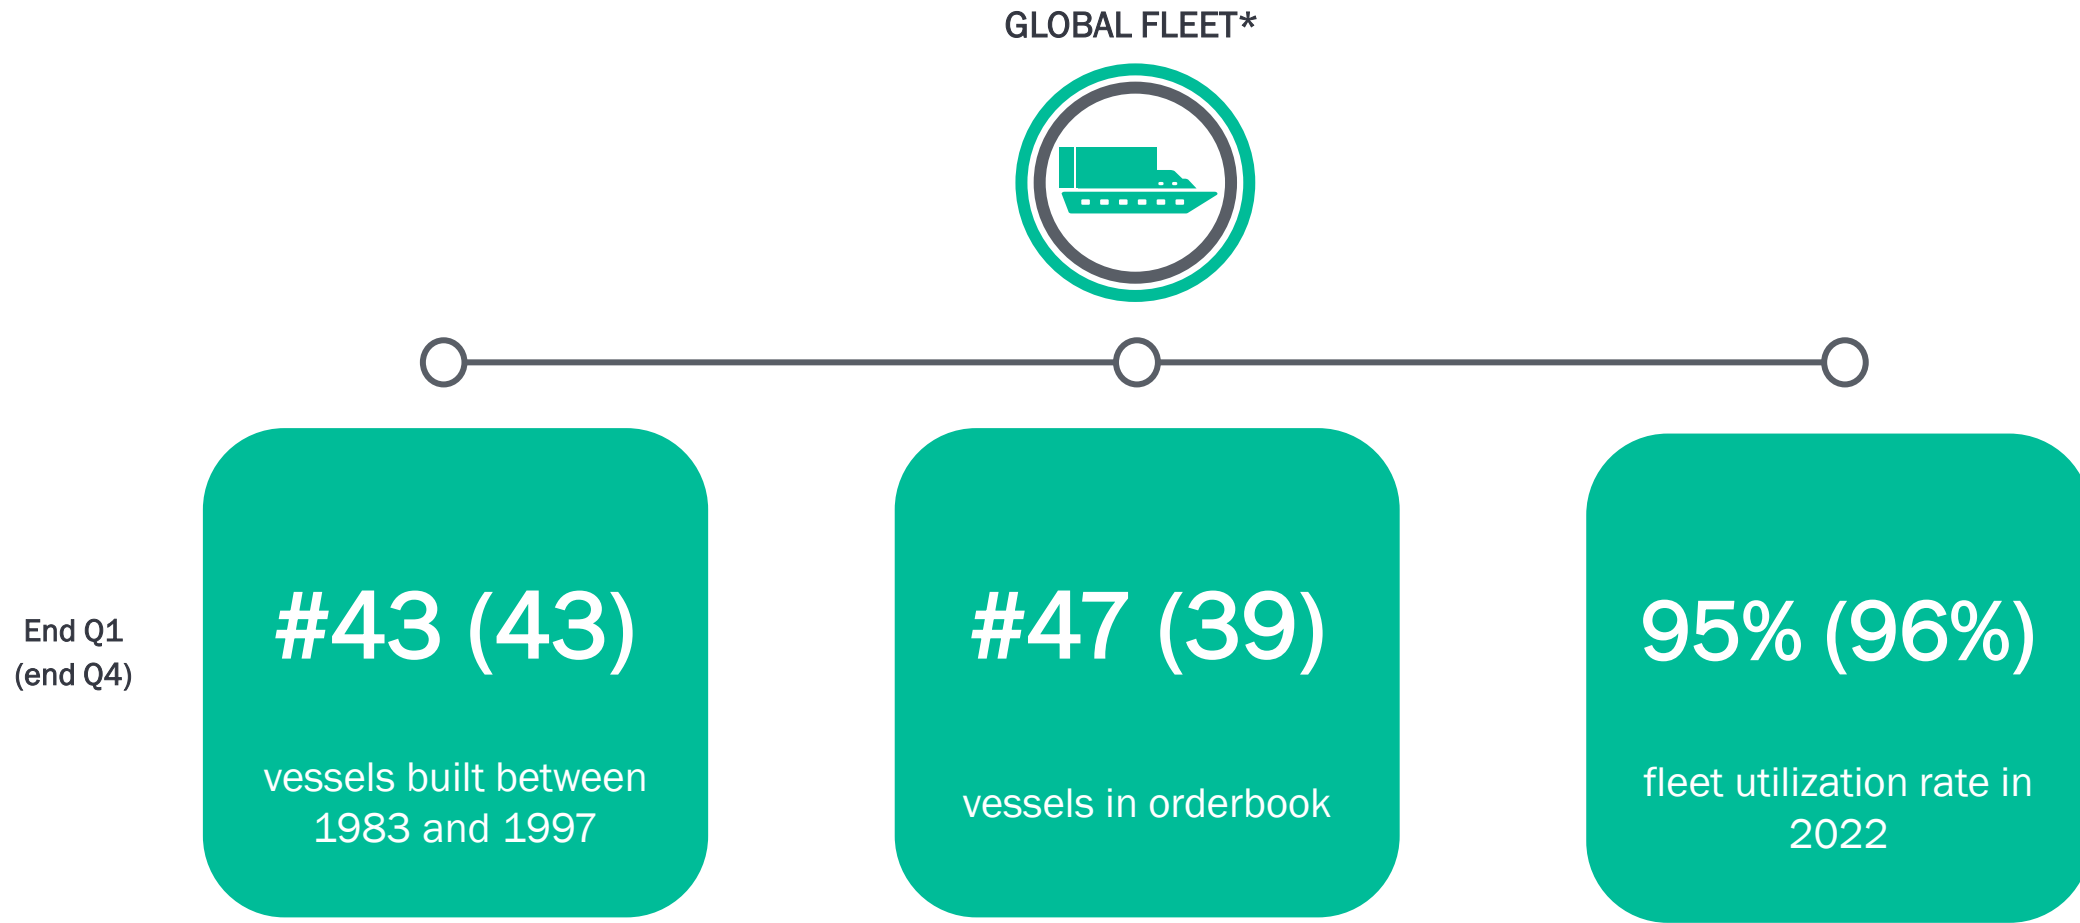 GLOBAL FLEET*
End Q1
(end Q4)
#43 (43)
vessels built between
1983 and 1997
#47 (39)
vessels in orderbook
95% (96%)
fleet utilization rate in
2022